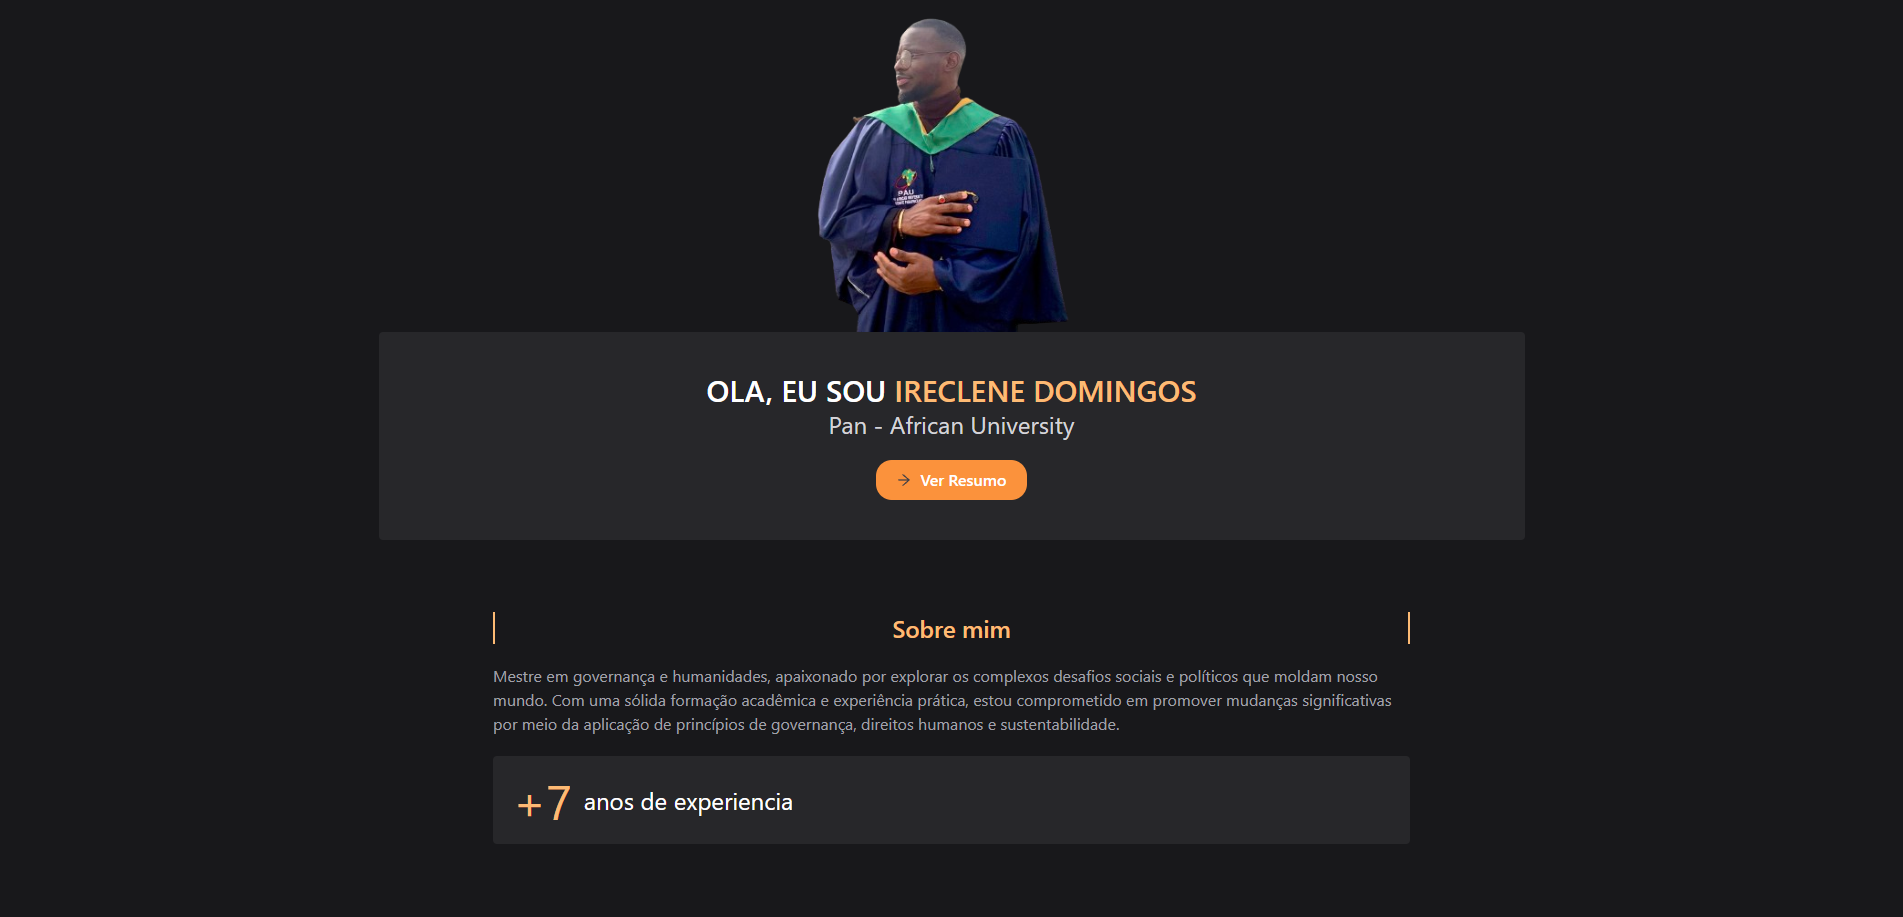 PAU
OLA, EU SOU IRECLENE DOMINGOS
Pan - African University
Ver Resumo
Sobre mim
Mestre em governança e humanidades, apaixonado por explorar os complexos desafios sociais e políticos que moldam nosso
mundo. Com uma sólida formação acadêmica e experiência prática, estou comprometido em promover mudanças significativas
por meio da aplicação de princípios de governança, direitos humanos e sustentabilidade.
+7 anos de experiencia